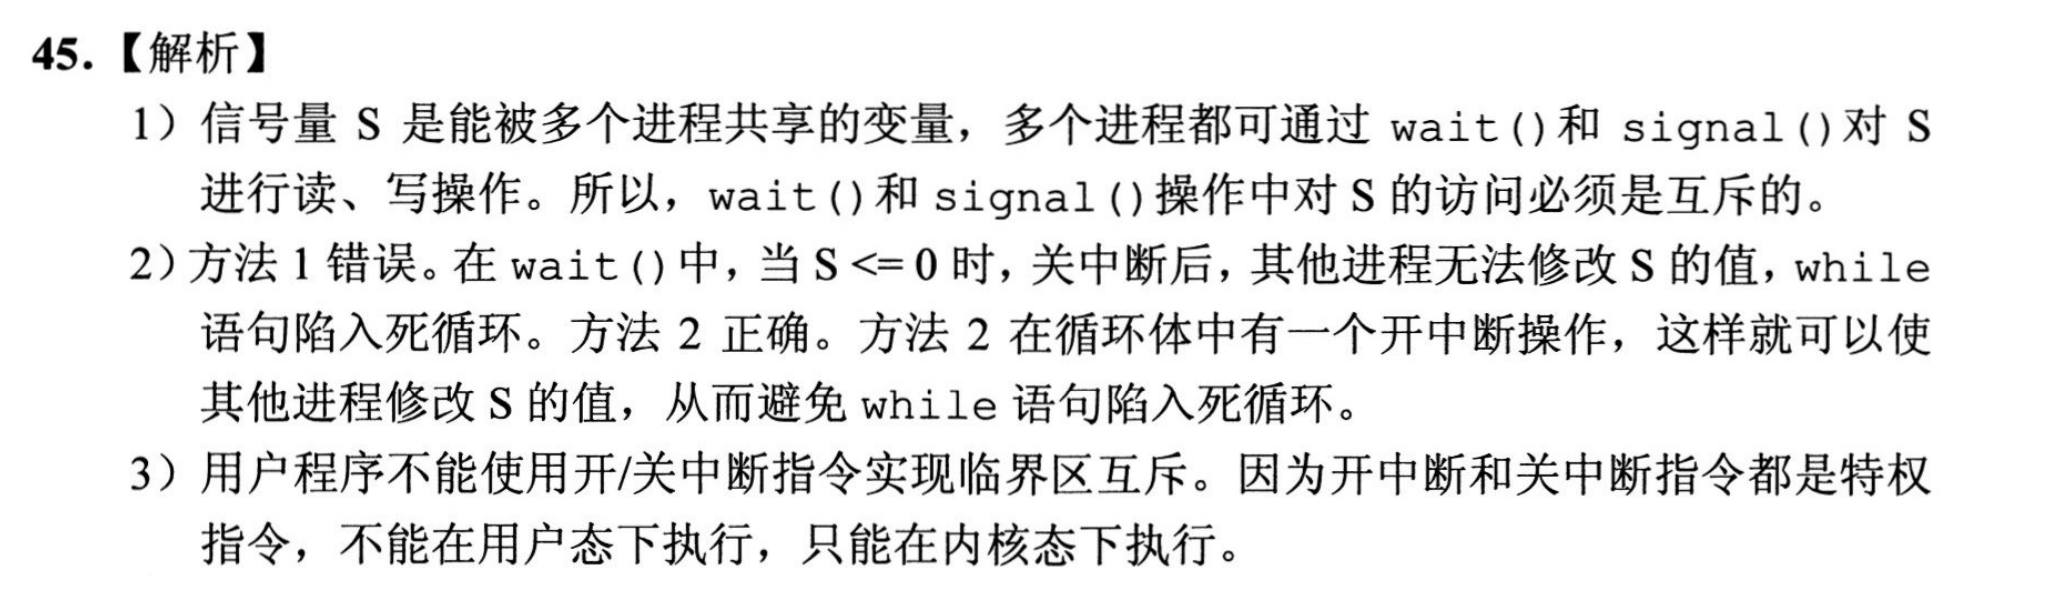 45.【解析】
1）信号量 S 是能被多个进程共享的变量，多个进程都可通过 wait()和 signal()对 S
进行读、写操作。所以，wait()和 signal()操作中对 S 的访问必须是互斥的。
2）方法 1 错误。在 wait()中，当 S <= 0 时，关中断后，其他进程无法修改 S 的值，while
语句陷入死循环。方法 2 正确。方法 2 在循环体中有一个开中断操作，这样就可以使
其他进程修改 S 的值，从而避免 while 语句陷入死循环。
3）用户程序不能使用开/关中断指令实现临界区互斥。因为开中断和关中断指令都是特权
指令，不能在用户态下执行，只能在内核态下执行。